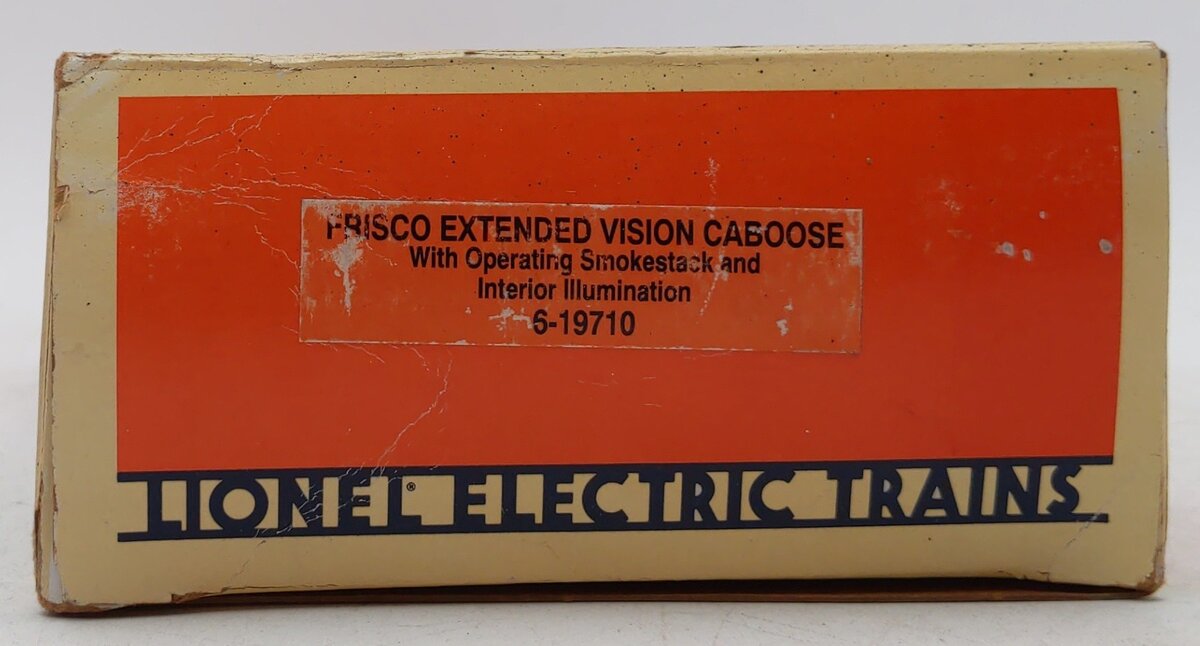 FRISCO EXTENDED VISION CABOOSE
With Operating Smokestack and
Interior Illumination
6-19710
LIONEL® ELECTRIC TRAINS